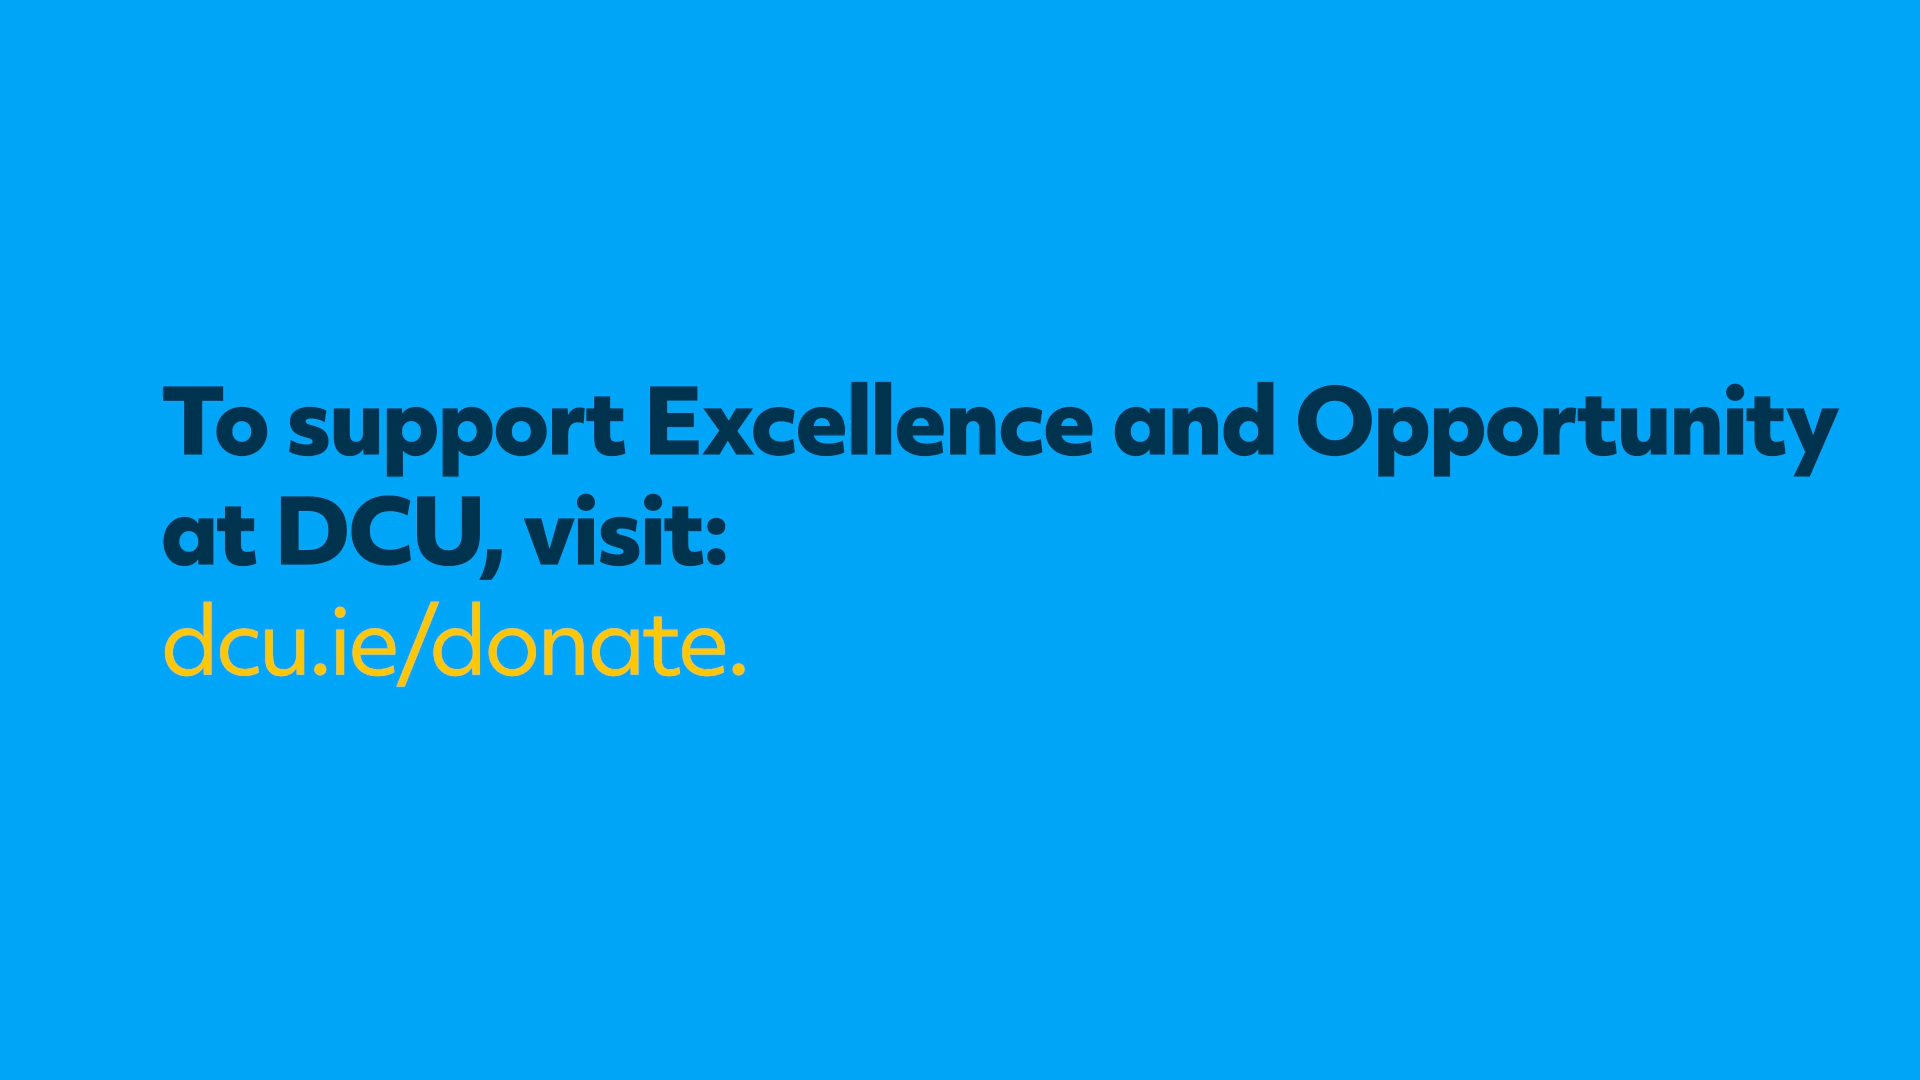 To support Excellence and Opportunity
at DCU, visit:
dcu.ie/donate.